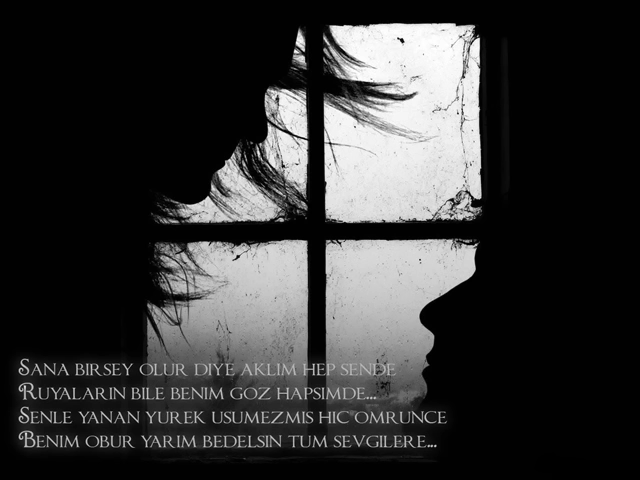 Sana birsey olur diye aklim hep sende
Ruyalarin bile benim goz hapsimde...
Senle yanan yurek usumezmis hic omrunce
Benim obur yarim bedelsin tum sevgilere...